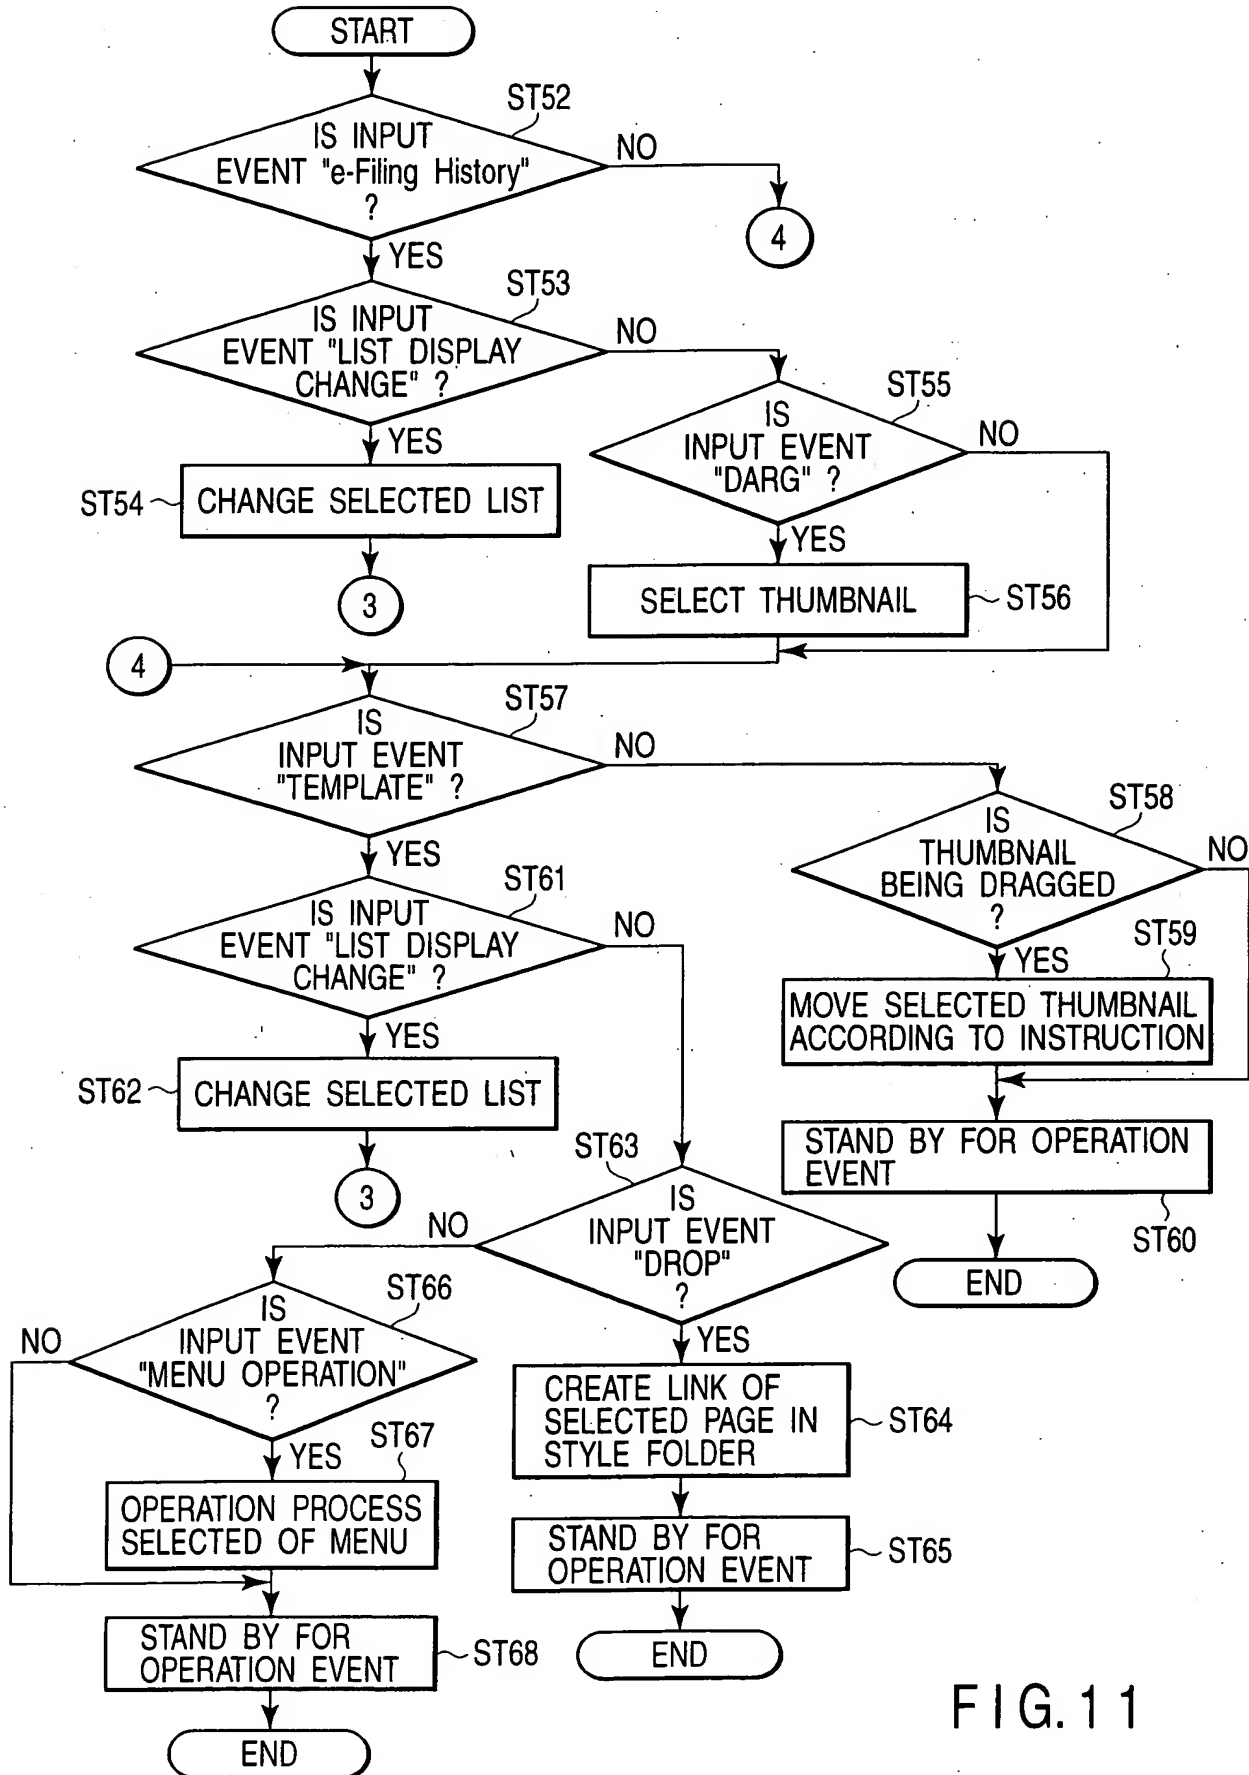 START
ST52
IS INPUT
EVENT "e-Filing History"
?
NO
4
YES
ST53
IS INPUT
EVENT "LIST DISPLAY
CHANGE" ?
NO
YES
ST55
IS
INPUT EVENT
"DARG" ?
NO
YES
ST54
CHANGE SELECTED LIST
3
SELECT THUMBNAIL
ST56
4
ST57
IS
INPUT EVENT
"TEMPLATE" ?
NO
YES
ST58
IS
THUMBNAIL
BEING DRAGGED
?
NO
YES
ST59
MOVE SELECTED THUMBNAIL
ACCORDING TO INSTRUCTION
STAND BY FOR OPERATION
EVENT
ST60
END
ST61
IS INPUT
EVENT "LIST DISPLAY
CHANGE" ?
NO
YES
ST62
CHANGE SELECTED LIST
3
ST63
IS
INPUT EVENT
"DROP"
?
NO
YES
ST66
IS
INPUT EVENT
"MENU OPERATION"
?
NO
YES
ST67
OPERATION PROCESS
SELECTED OF MENU
STAND BY FOR
OPERATION EVENT
ST68
END
CREATE LINK OF
SELECTED PAGE IN
STYLE FOLDER
ST64
STAND BY FOR
OPERATION EVENT
ST65
END
FIG. 11